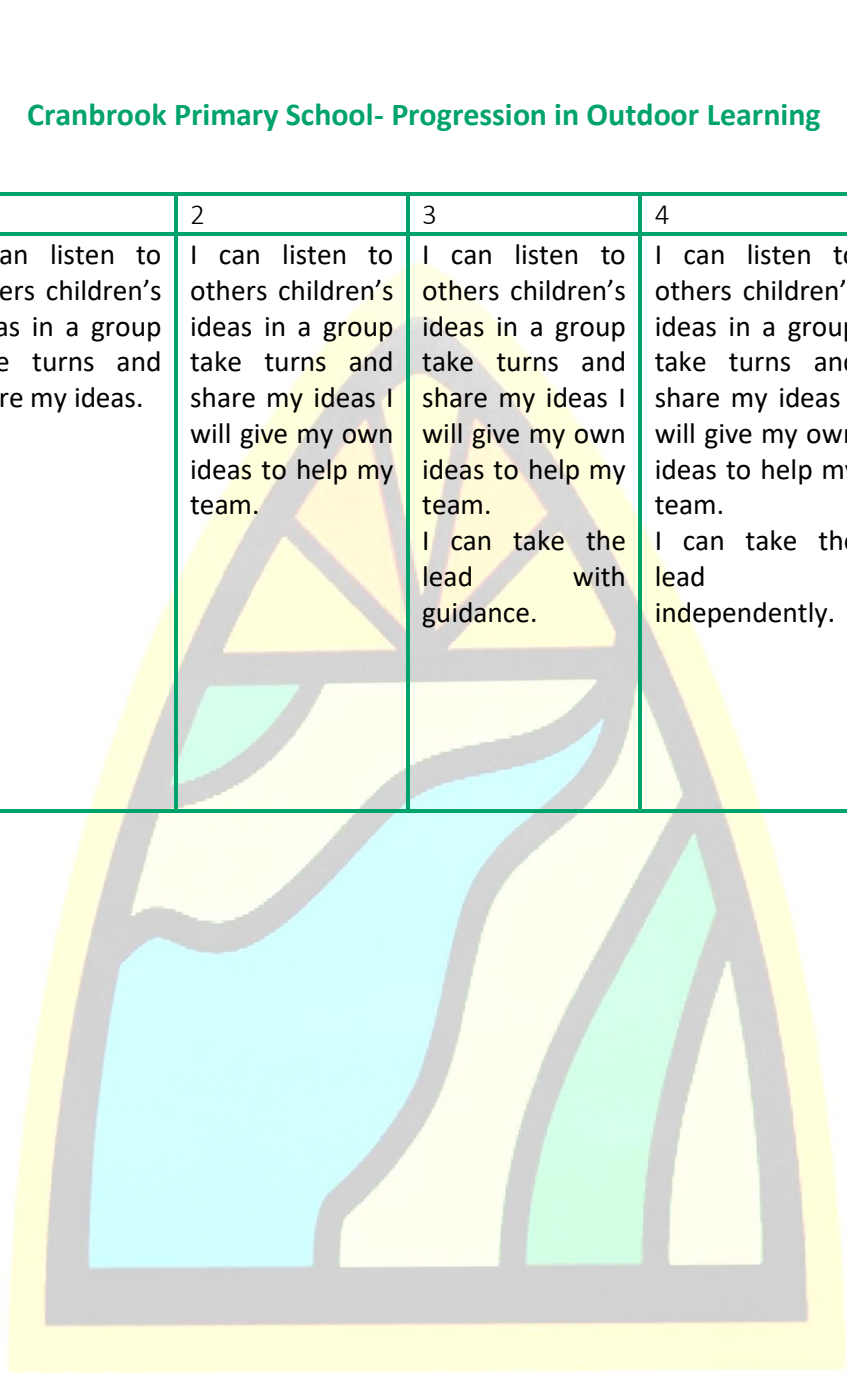 Cranbrook Primary School- Progression in Outdoor Learning
2
3
4
an listen to
ers children’s
as in a group
e turns and
re my ideas.
I can listen to
others children’s
ideas in a group
take turns and
share my ideas I
will give my own
ideas to help my
team.
I can listen to
others children’s
ideas in a group
take turns and
share my ideas I
will give my own
ideas to help my
team.
I can take the
lead with
guidance.
I can listen to
others children’
ideas in a group
take turns and
share my ideas
will give my own
ideas to help my
team.
I can take the
lead
independently.